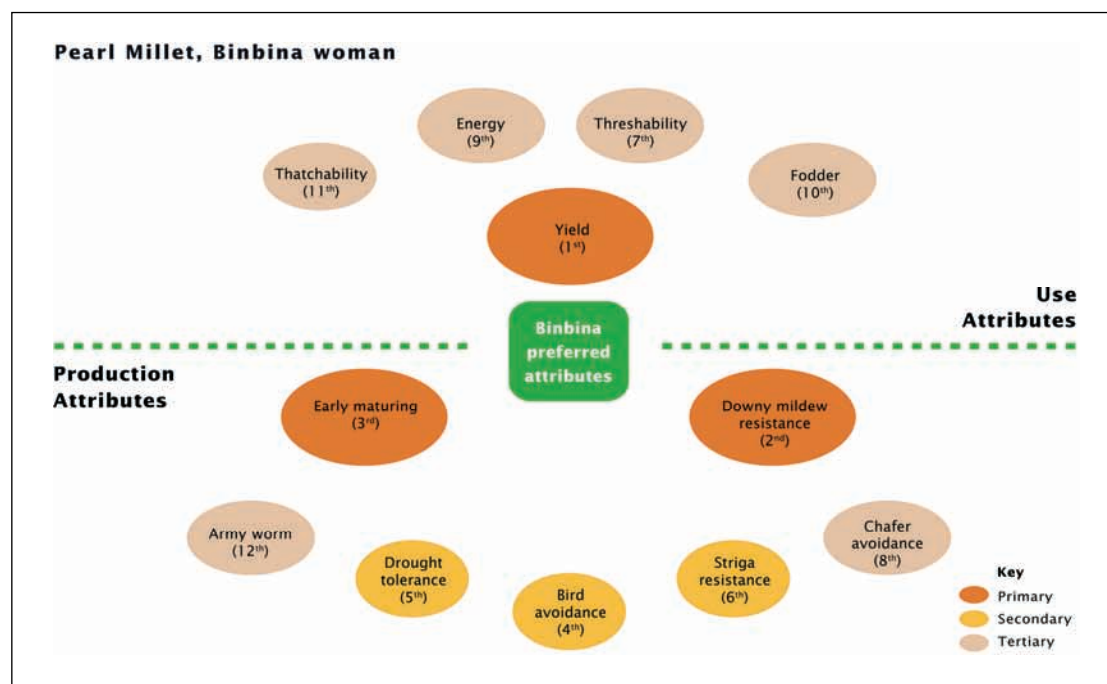 Pearl Millet, Binbina woman
Energy
(9th)
Threshability
(7th)
Thatchability
(11th)
Fodder
(10th)
Yield
(1st)
Use
Attributes
Binbina
preferred
attributes
Production
Attributes
Early maturing
(3rd)
Downy mildew
resistance
(2nd)
Army worm
(12th)
Drought
tolerance
(5th)
Bird
avoidance
(4th)
Striga
resistance
(6th)
Chafer
avoidance
(8th)
Key
Primary
Secondary
Tertiary